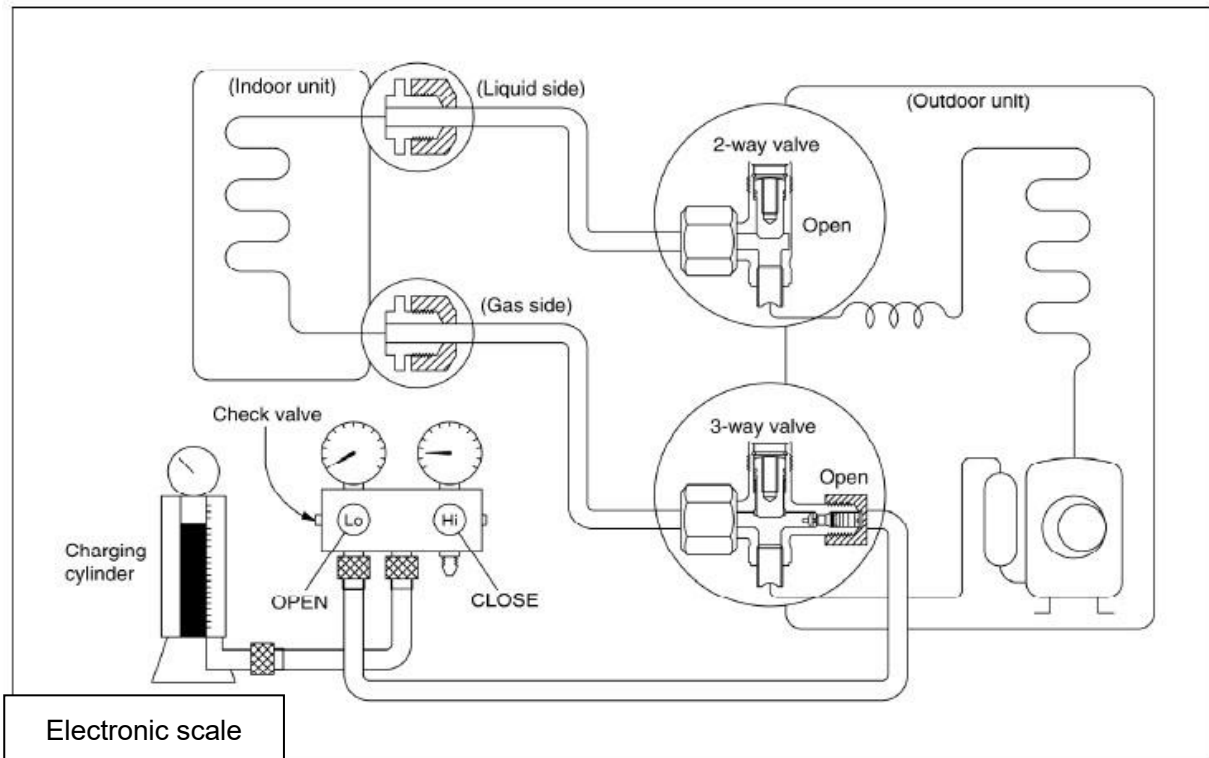 (Indoor unit)
(Liquid side)
(Outdoor unit)
2-way valve
Open
(Gas side)
Check valve
3-way valve
Open
Lo
Hi
Charging
cylinder
OPEN
CLOSE
Electronic scale